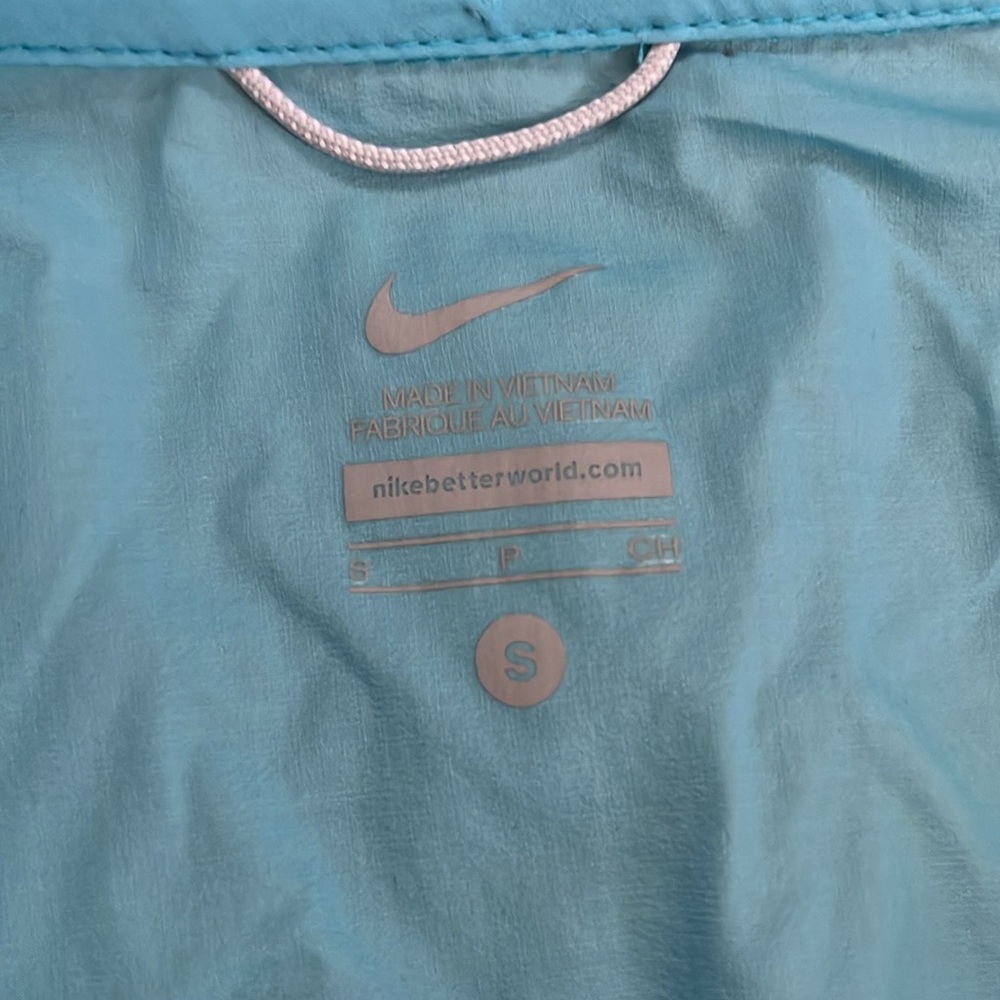 MADE IN VIETNAM
FABRIQUE AU VIETNAM
nikebetterworld.com
S P CH
S